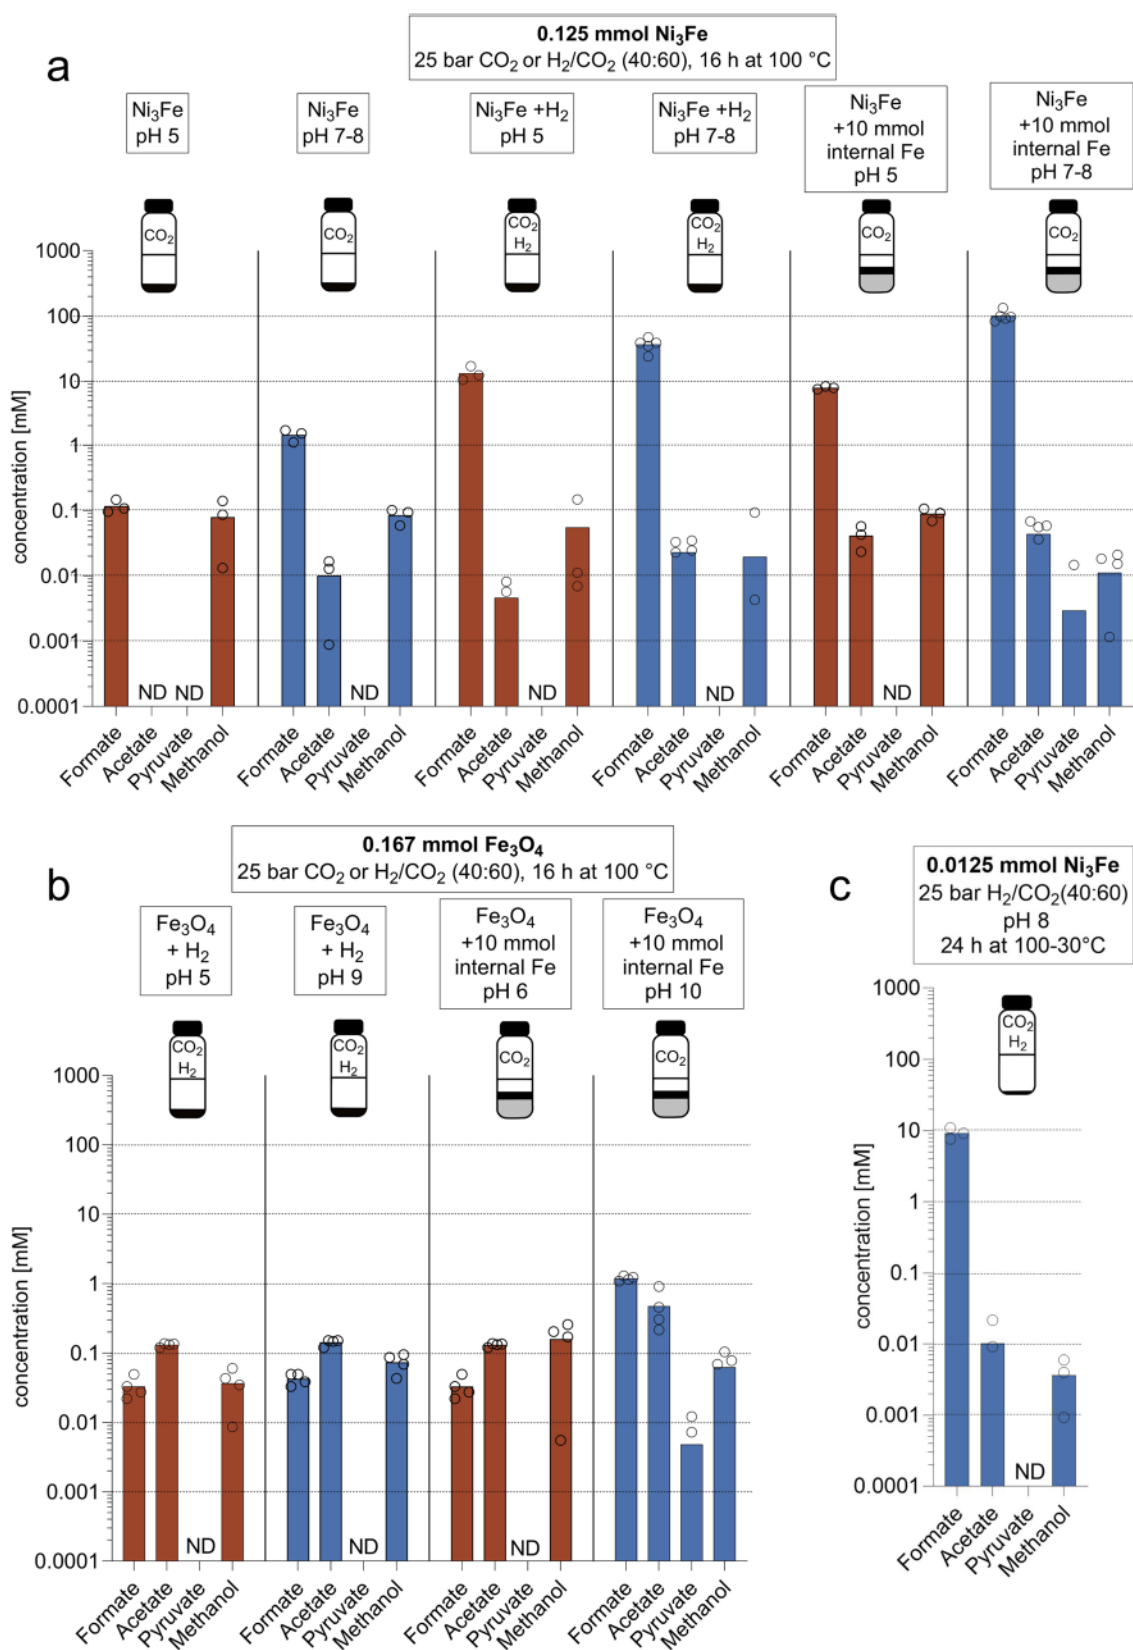 a
0.125 mmol Ni₃Fe
25 bar CO₂ or H₂/CO₂ (40:60), 16 h at 100 °C
Ni₃Fe
pH 5
Ni₃Fe
pH 7-8
Ni₃Fe +H₂
pH 5
Ni₃Fe +H₂
pH 7-8
Ni₃Fe
+10 mmol
internal Fe
pH 5
Ni₃Fe
+10 mmol
internal Fe
pH 7-8
CO₂
CO₂
CO₂
H₂
CO₂
H₂
CO₂
CO₂
concentration [mM]
1000
100
10
1
0.1
0.01
0.001
0.0001
ND
ND
ND
ND
ND
ND
Formate
Acetate
Pyruvate
Methanol
Formate
Acetate
Pyruvate
Methanol
Formate
Acetate
Pyruvate
Methanol
Formate
Acetate
Pyruvate
Methanol
Formate
Acetate
Pyruvate
Methanol
Formate
Acetate
Pyruvate
Methanol
b
0.167 mmol Fe₃O₄
25 bar CO₂ or H₂/CO₂ (40:60), 16 h at 100 °C
Fe₃O₄
+ H₂
pH 5
Fe₃O₄
+ H₂
pH 9
Fe₃O₄
+10 mmol
internal Fe
pH 6
Fe₃O₄
+10 mmol
internal Fe
pH 10
CO₂
H₂
CO₂
H₂
CO₂
CO₂
concentration [mM]
1000
100
10
1
0.1
0.01
0.001
0.0001
ND
ND
ND
Formate
Acetate
Pyruvate
Methanol
Formate
Acetate
Pyruvate
Methanol
Formate
Acetate
Pyruvate
Methanol
Formate
Acetate
Pyruvate
Methanol
c
0.0125 mmol Ni₃Fe
25 bar H₂/CO₂(40:60)
pH 8
24 h at 100-30°C
CO₂
H₂
concentration [mM]
1000
100
10
1
0.1
0.01
0.001
0.0001
ND
Formate
Acetate
Pyruvate
Methanol